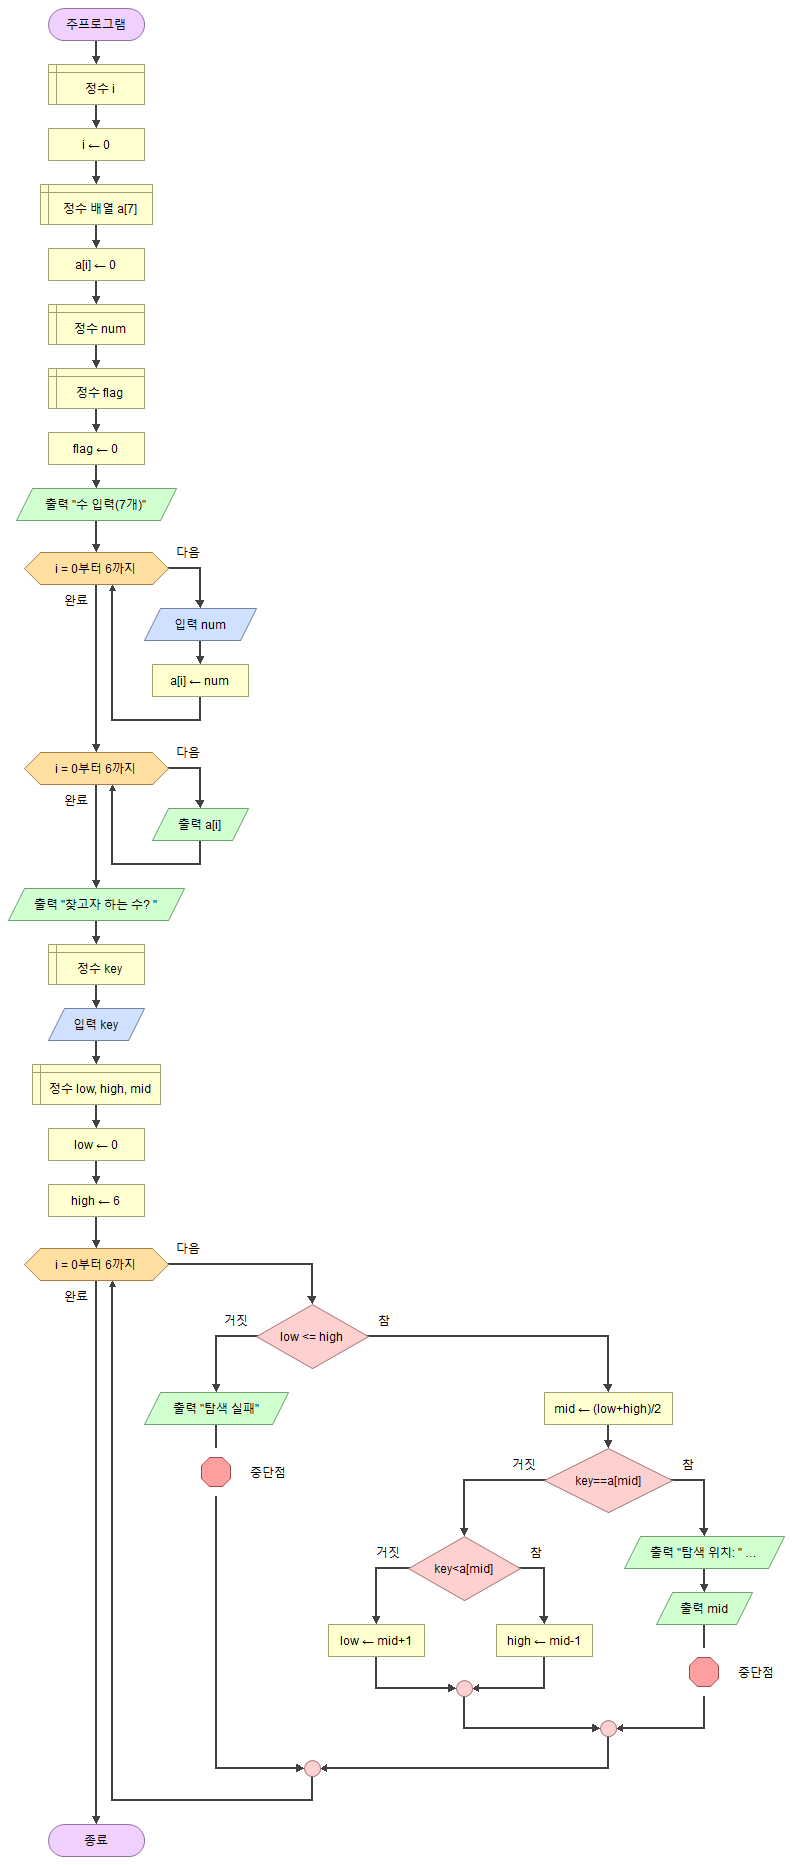 주프로그램
정수 i
i ← 0
정수 배열 a[7]
a[i] ← 0
정수 num
정수 flag
flag ← 0
출력 "수 입력(7개)"
i = 0부터 6까지
다음
완료
입력 num
a[i] ← num
i = 0부터 6까지
다음
완료
출력 a[i]
출력 "찾고자 하는 수? "
정수 key
입력 key
정수 low, high, mid
low ← 0
high ← 6
i = 0부터 6까지
다음
완료
low <= high
거짓
참
출력 "탐색 실패"
중단점
mid ← (low+high)/2
key==a[mid]
거짓
참
key<a[mid]
거짓
참
low ← mid+1
high ← mid-1
출력 "탐색 위치: " ...
출력 mid
중단점
종료